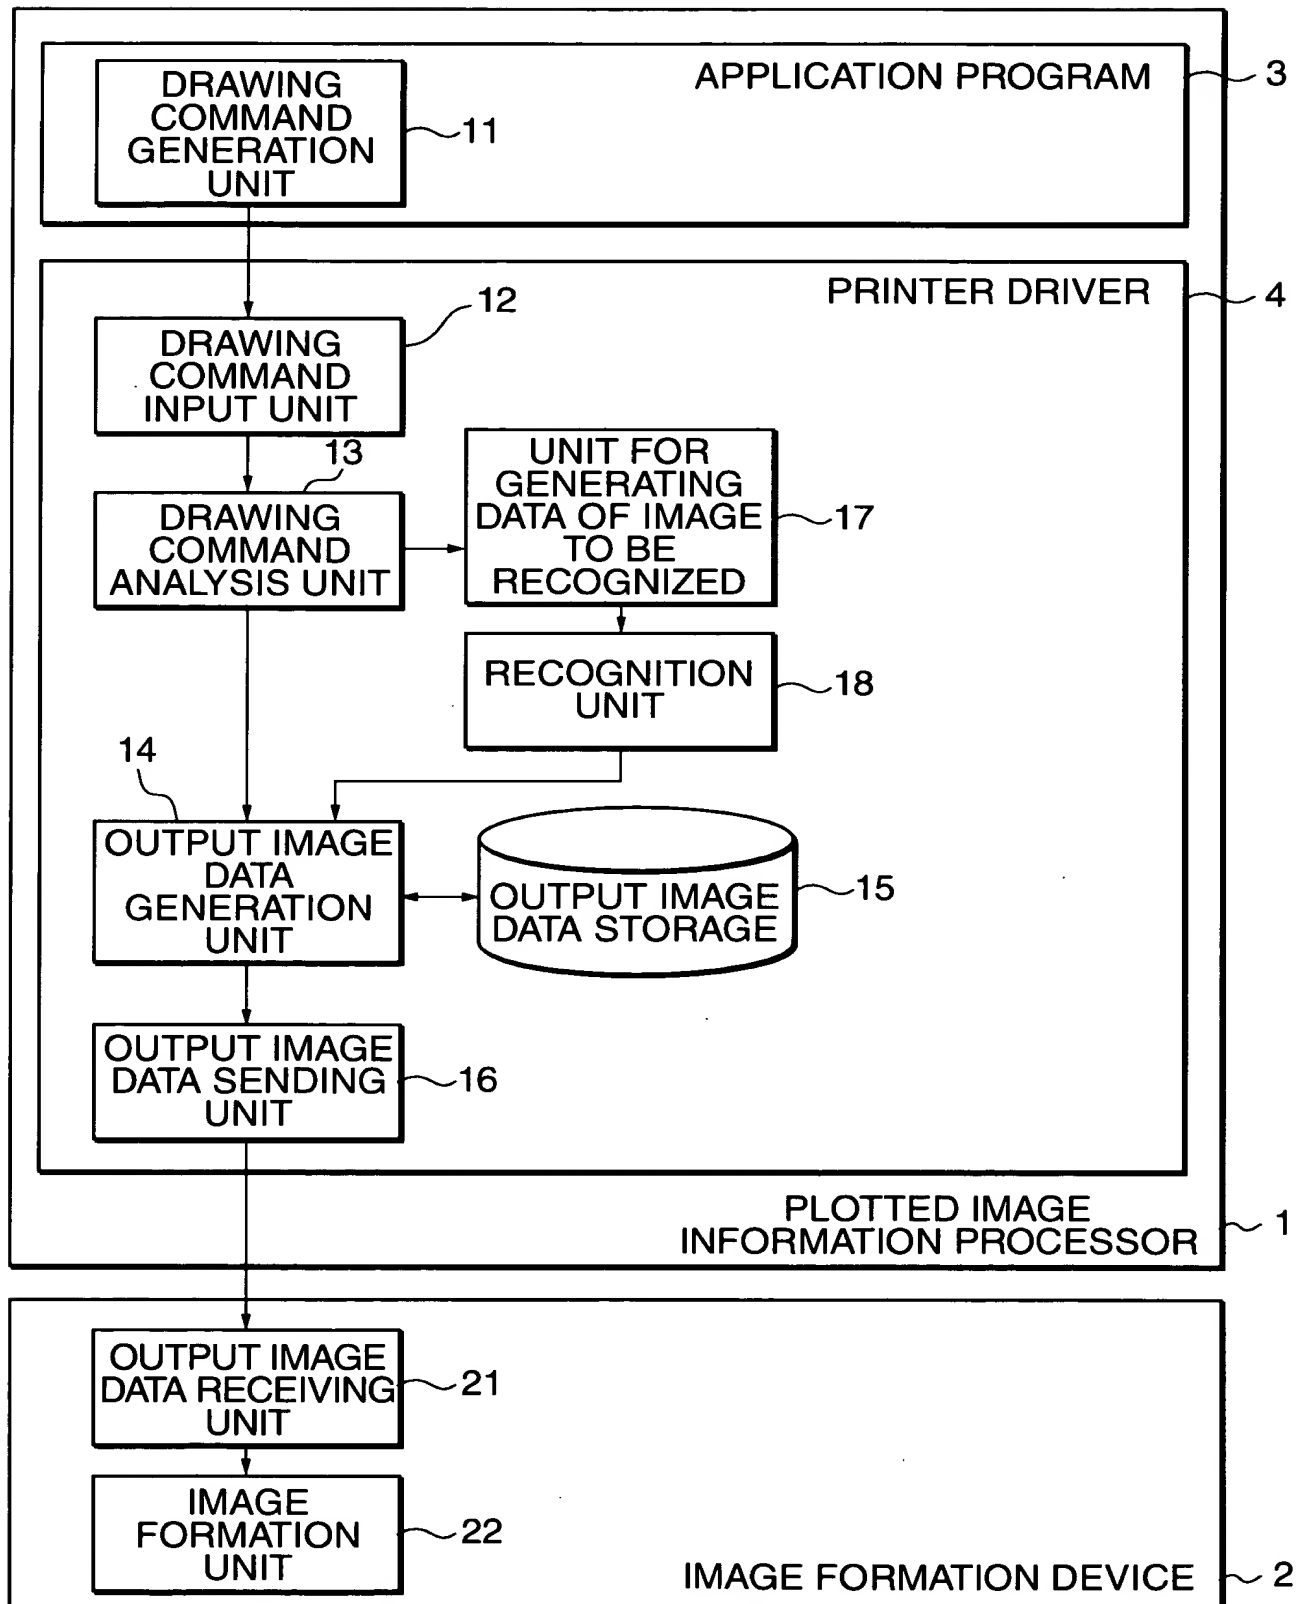 DRAWING
COMMAND
GENERATION
UNIT
11
APPLICATION PROGRAM
3
PRINTER DRIVER
4
12
DRAWING
COMMAND
INPUT UNIT
13
DRAWING
COMMAND
ANALYSIS UNIT
UNIT FOR
GENERATING
DATA OF IMAGE
TO BE
RECOGNIZED
17
RECOGNITION
UNIT
18
14
OUTPUT IMAGE
DATA
GENERATION
UNIT
OUTPUT IMAGE
DATA STORAGE
15
OUTPUT IMAGE
DATA SENDING
UNIT
16
PLOTTED IMAGE
INFORMATION PROCESSOR
1
OUTPUT IMAGE
DATA RECEIVING
UNIT
21
IMAGE
FORMATION
UNIT
22
IMAGE FORMATION DEVICE
2